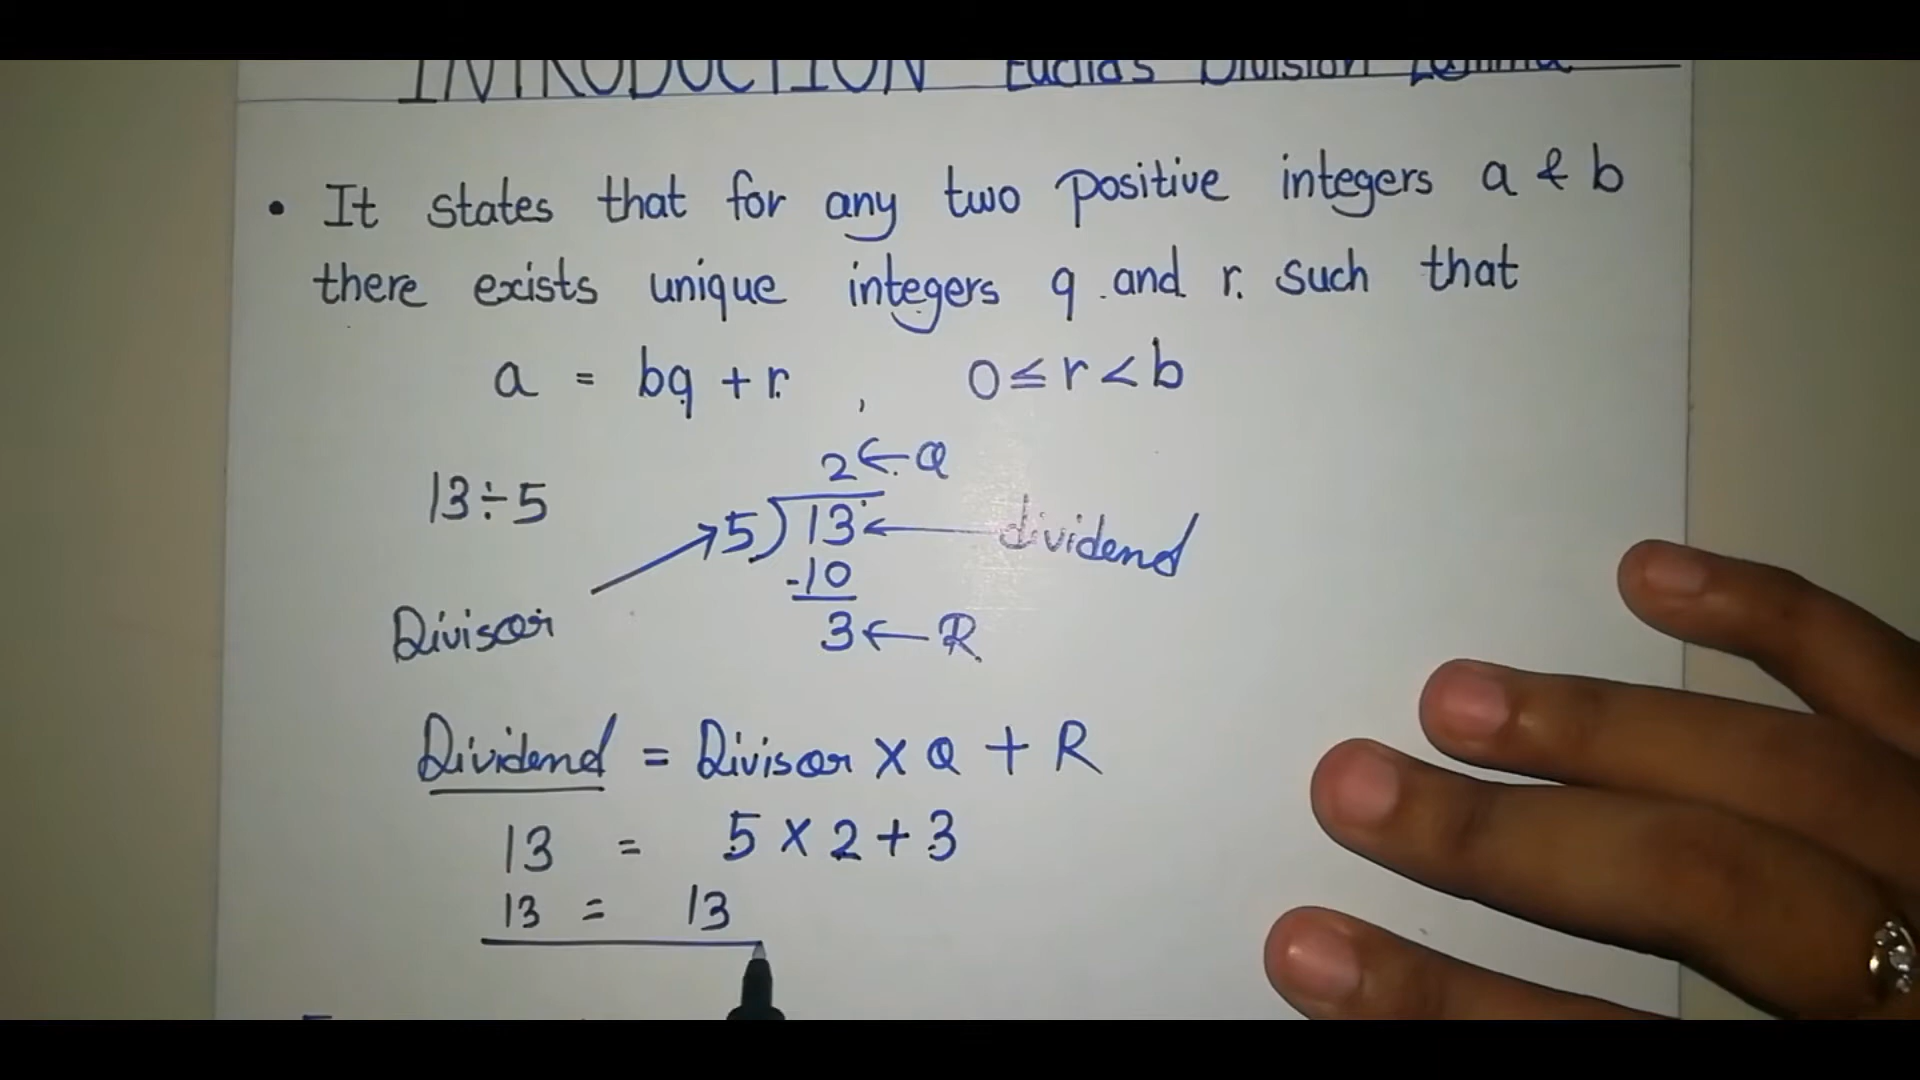 INTRODUCTION Euclid's Division Lemma
• It states that for any two positive integers a & b
there exists unique integers q and r. such that
a = bq + r , 0 ≤ r < b
2 ← Q
13 ÷ 5
5 ) 13 ← dividend
-10
Divisor
3 ← R
Dividend = Divisor × Q + R
13 = 5 × 2 + 3
13 = 13